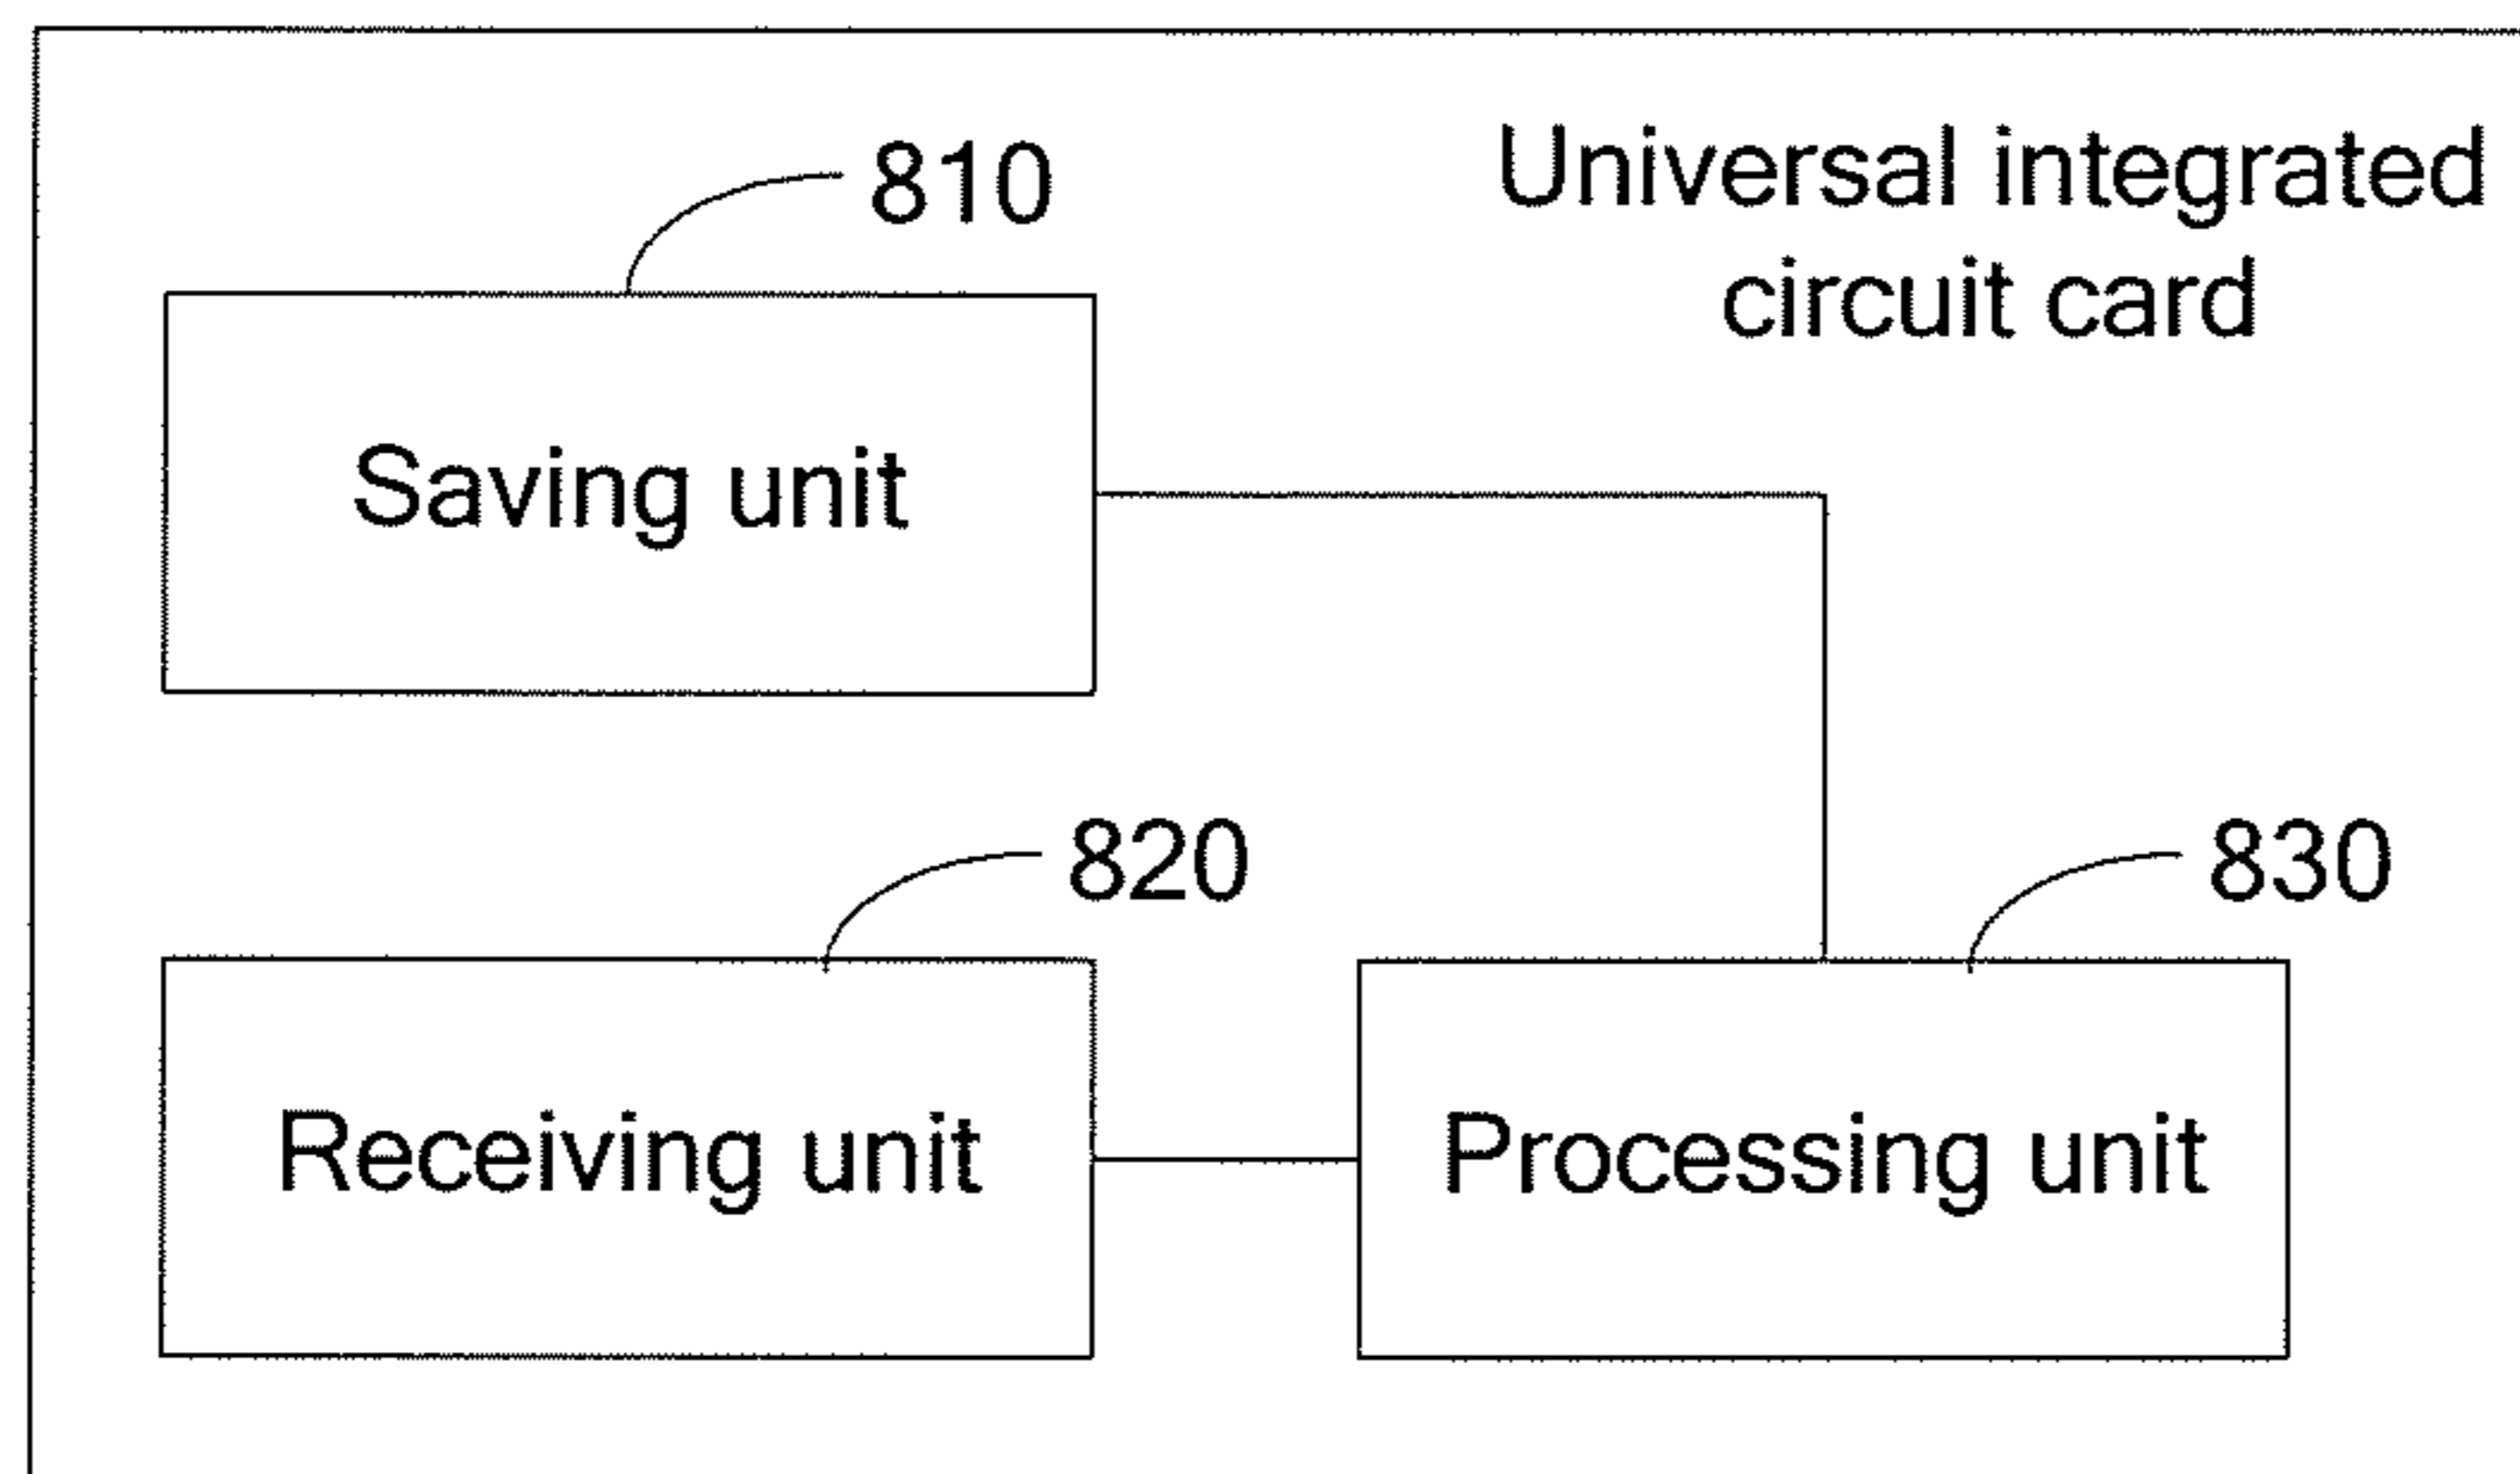 810
Universal integrated
circuit card
Saving unit
820
830
Receiving unit
Processing unit